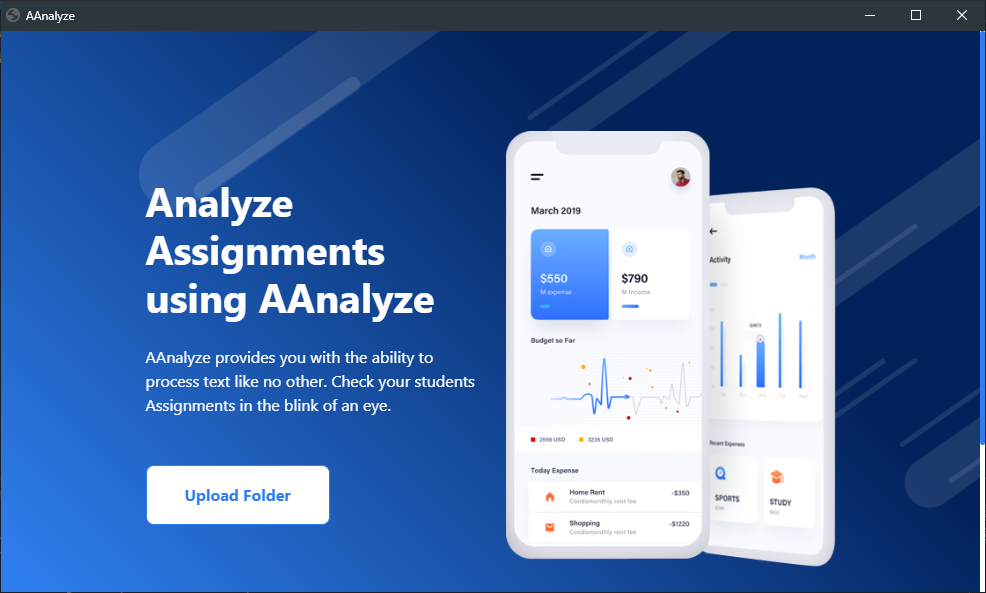 AAnalyze
Analyze
Assignments
using AAnalyze
AAnalyze provides you with the ability to
process text like no other. Check your students
Assignments in the blink of an eye.
Upload Folder
March 2019
$550
M expense
$790
M Income
Budget so Far
2556 USD
3235 USD
Today Expense
Home Rent
-$350
Condomonthly rent fee
Shopping
-$1220
Condomonthly rent fee
Activity
Month
Recent Expenses
SPORTS
STUDY